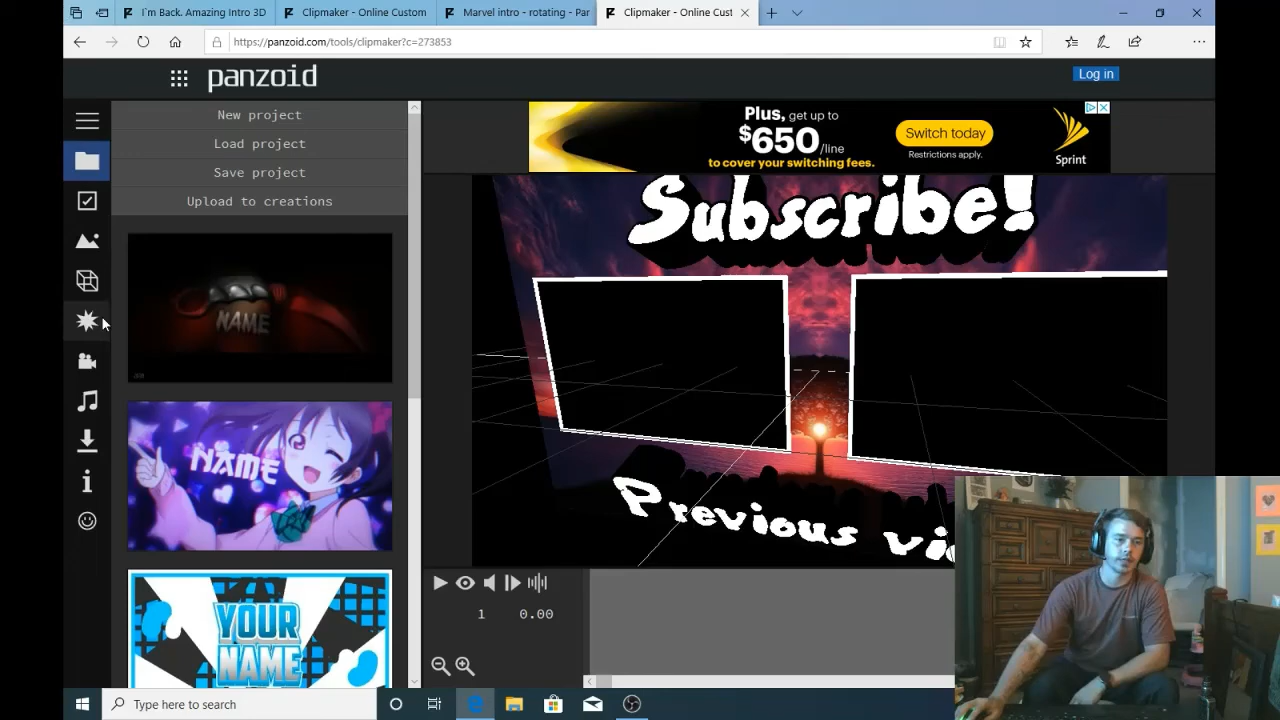 I`m Back. Amazing Intro 3D
Clipmaker - Online Custom
Marvel intro - rotating - Par
Clipmaker - Online Cust
https://panzoid.com/tools/clipmaker?c=273853
panzoid
Log in
New project
Load project
Save project
Upload to creations
Plus, get up to
$650/line
to cover your switching fees.
Switch today
Restrictions apply.
Sprint
Subscribe!
NAME
NAME
Previous vi
YOUR
NAME
1 0.00
Type here to search